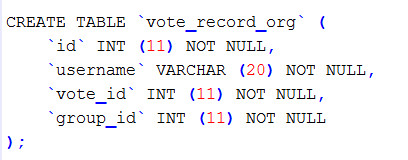 CREATE TABLE `vote_record_org` (
`id` INT (11) NOT NULL,
`username` VARCHAR (20) NOT NULL,
`vote_id` INT (11) NOT NULL,
`group_id` INT (11) NOT NULL
);